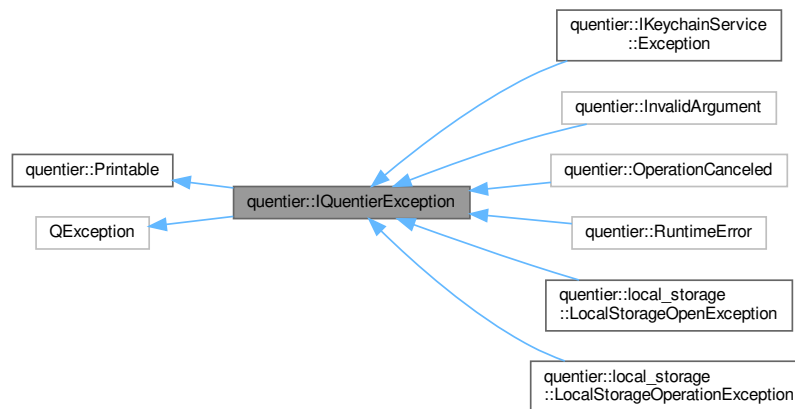 quentier::IKeychainService
::Exception
quentier::InvalidArgument
quentier::Printable
quentier::OperationCanceled
quentier::IQuentierException
QException
quentier::RuntimeError
quentier::local_storage
::LocalStorageOpenException
quentier::local_storage
::LocalStorageOperationException